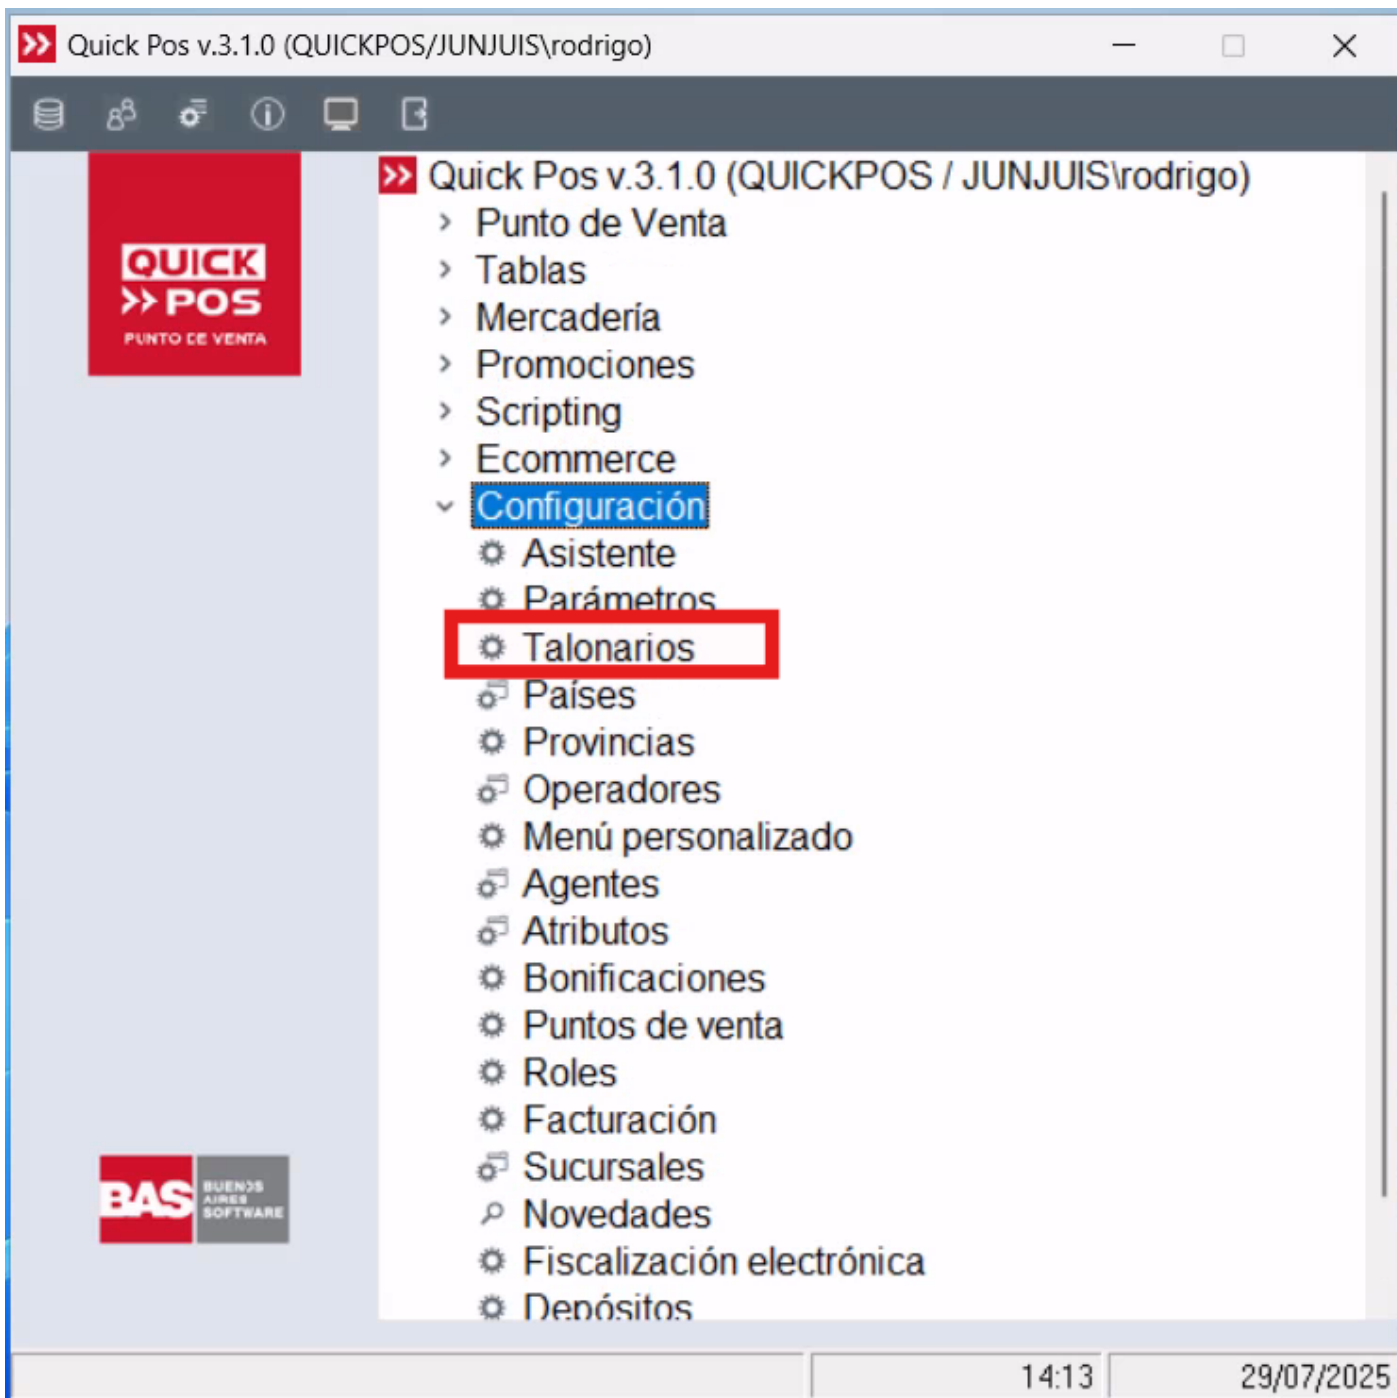 Quick Pos v.3.1.0 (QUICKPOS/JUNJUIS\rodrigo)
Quick Pos v.3.1.0 (QUICKPOS / JUNJUIS\rodrigo)
Punto de Venta
Tablas
Mercadería
Promociones
Scripting
Ecommerce
Configuración
Asistente
Parámetros
Talonarios
Países
Provincias
Operadores
Menú personalizado
Agentes
Atributos
Bonificaciones
Puntos de venta
Roles
Facturación
Sucursales
Novedades
Fiscalización electrónica
Depósitos
QUICK
POS
PUNTO DE VENTA
BAS
BUENOS
AIRES
SOFTWARE
14:13
29/07/2025